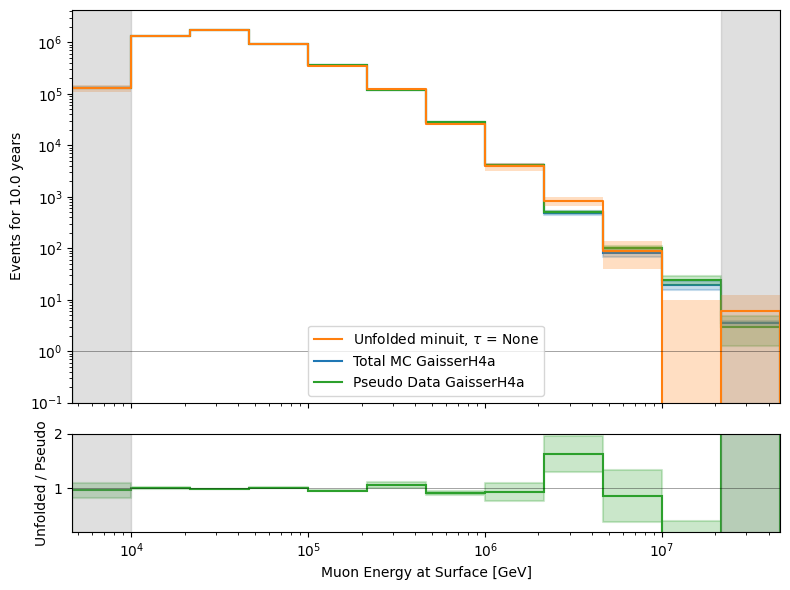 10^6
10^5
10^4
10^3
10^2
10^1
10^0
10^-1
Events for 10.0 years
Unfolded minuit, τ = None
Total MC GaisserH4a
Pseudo Data GaisserH4a
2
1
Unfolded / Pseudo
10^4 10^5 10^6 10^7
Muon Energy at Surface [GeV]